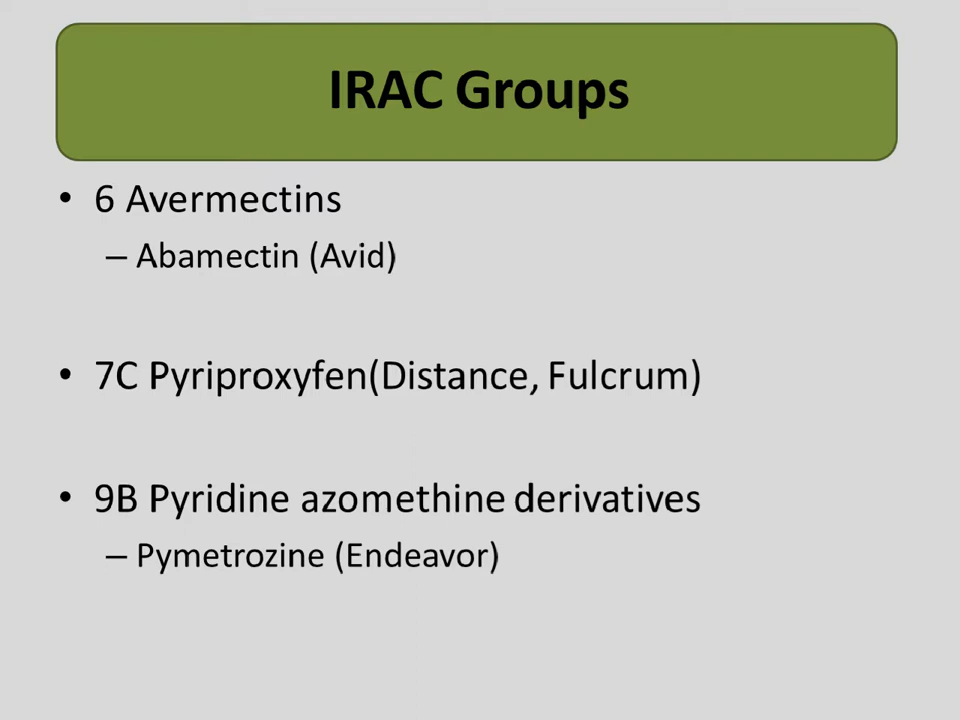 IRAC Groups
• 6 Avermectins
– Abamectin (Avid)
• 7C Pyriproxyfen(Distance, Fulcrum)
• 9B Pyridine azomethine derivatives
– Pymetrozine (Endeavor)